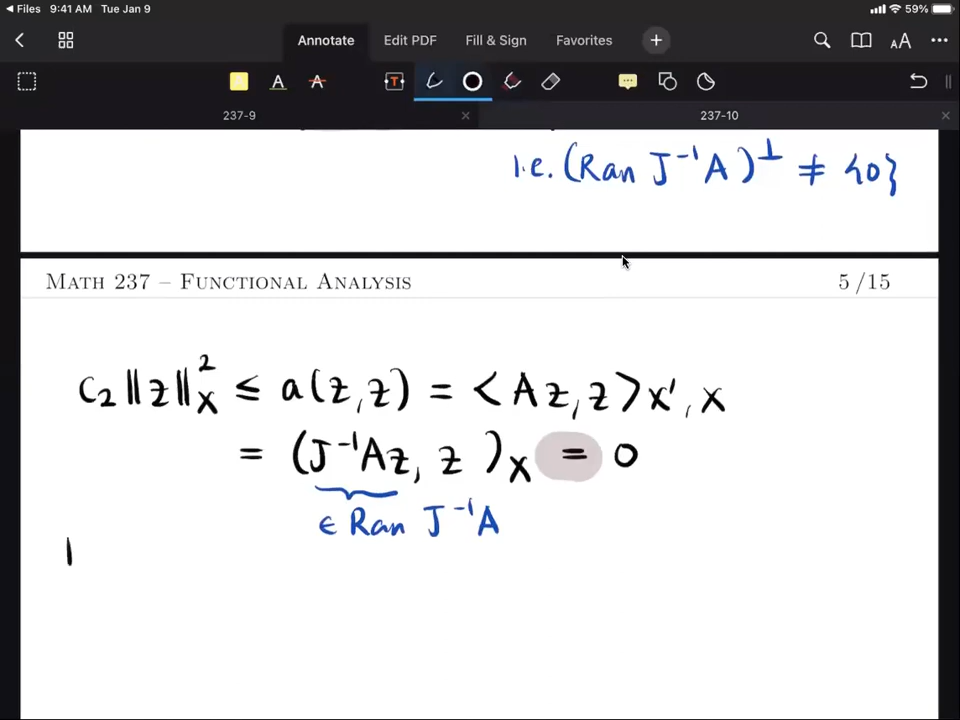 Files 9:41 AM Tue Jan 9 59%
Annotate Edit PDF Fill & Sign Favorites
237-9 237-10
i.e. (Ran J⁻¹A)^⊥ ≠ {0}
MATH 237 – FUNCTIONAL ANALYSIS 5 /15
C₂‖z‖²_X ≤ a(z,z) = <Az,z>_X',X
= (J⁻¹Az, z)_X = 0
∈ Ran J⁻¹A